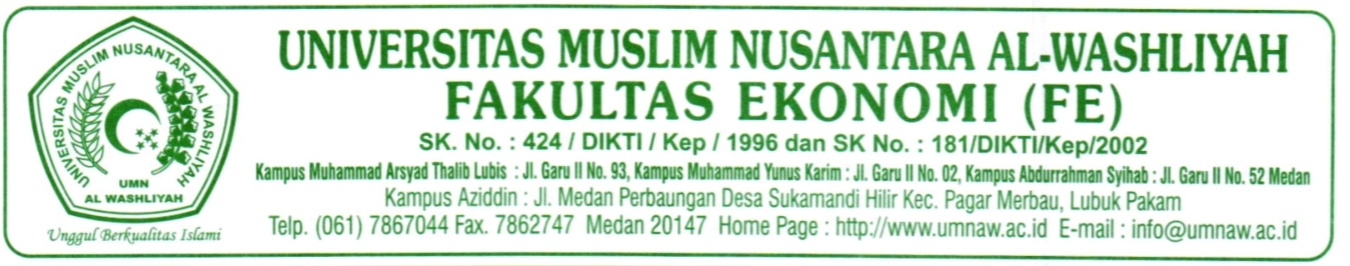 UNIVERSITAS MUSLIM NUSANTARA AL WASHLIYAH
UMN
AL WASHLIYAH
Unggul Berkualitas Islami
UNIVERSITAS MUSLIM NUSANTARA AL-WASHLIYAH
FAKULTAS EKONOMI (FE)
SK. No. : 424 / DIKTI / Kep / 1996 dan SK No. : 181/DIKTI/Kep/2002
Kampus Muhammad Arsyad Thalib Lubis : Jl. Garu II No. 93, Kampus Muhammad Yunus Karim : Jl. Garu II No. 02, Kampus Abdurrahman Syihab : Jl. Garu II No. 52 Medan
Kampus Aziddin : Jl. Medan Perbaungan Desa Sukamandi Hilir Kec. Pagar Merbau, Lubuk Pakam
Telp. (061) 7867044 Fax. 7862747 Medan 20147 Home Page : http://www.umnaw.ac.id E-mail : info@umnaw.ac.id